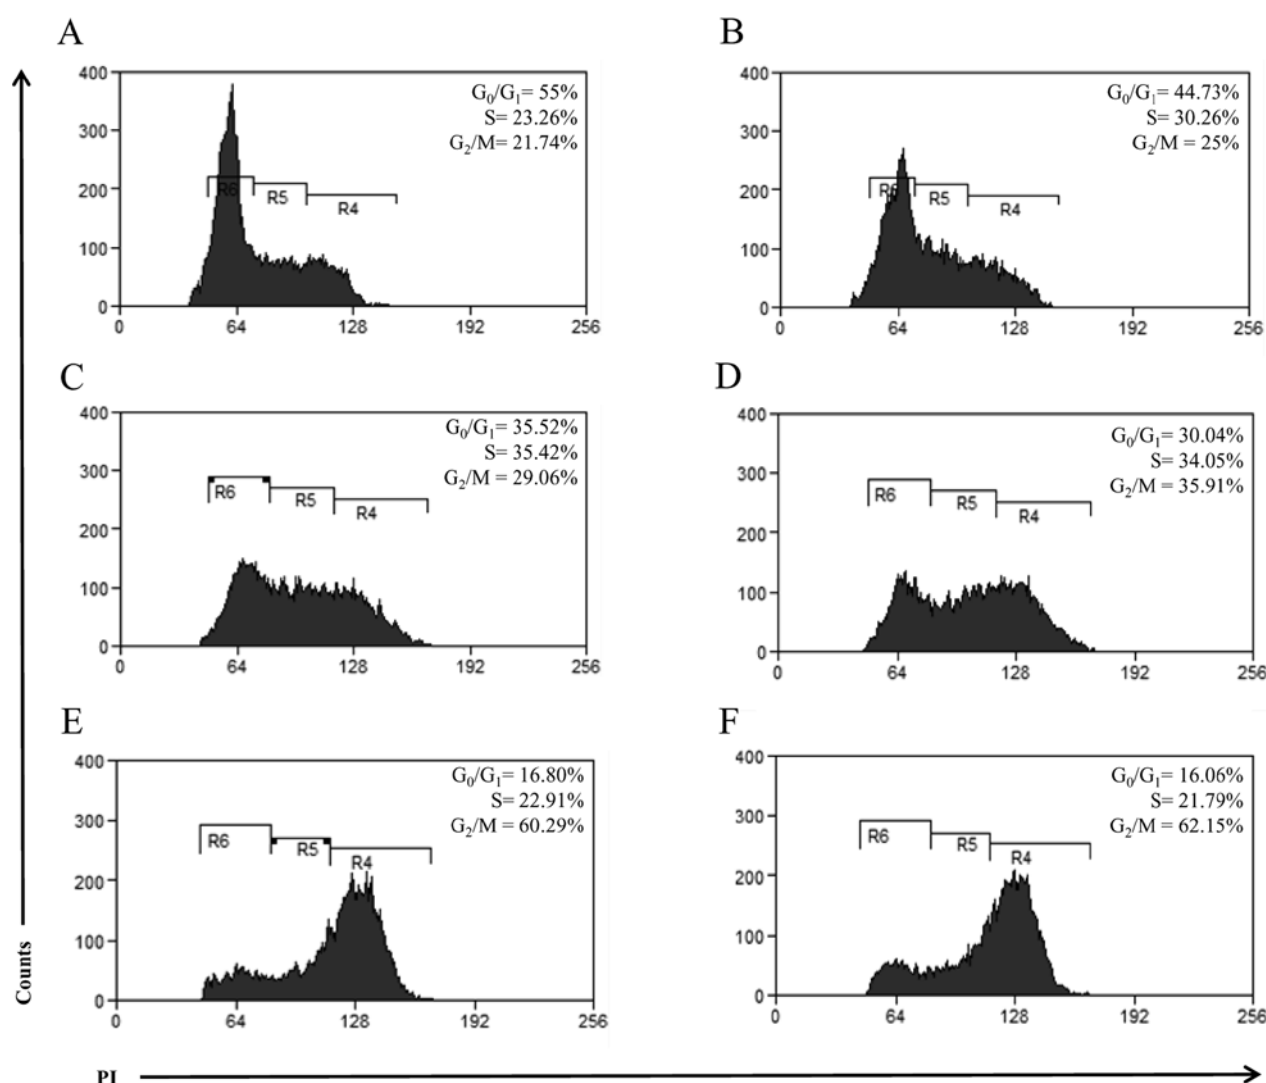 A
400
300
200
100
0
0 64 128 192 256
R6
R5
R4
G₀/G₁= 55%
S= 23.26%
G₂/M= 21.74%
B
400
300
200
100
0
0 64 128 192 256
R6
R5
R4
G₀/G₁= 44.73%
S= 30.26%
G₂/M = 25%
C
400
300
200
100
0
0 64 128 192 256
R6
R5
R4
G₀/G₁= 35.52%
S= 35.42%
G₂/M = 29.06%
D
400
300
200
100
0
0 64 128 192 256
R6
R5
R4
G₀/G₁= 30.04%
S= 34.05%
G₂/M = 35.91%
E
400
300
200
100
0
0 64 128 192 256
R6
R5
R4
G₀/G₁= 16.80%
S= 22.91%
G₂/M = 60.29%
F
400
300
200
100
0
0 64 128 192 256
R6
R5
R4
G₀/G₁= 16.06%
S= 21.79%
G₂/M = 62.15%
Counts
PI